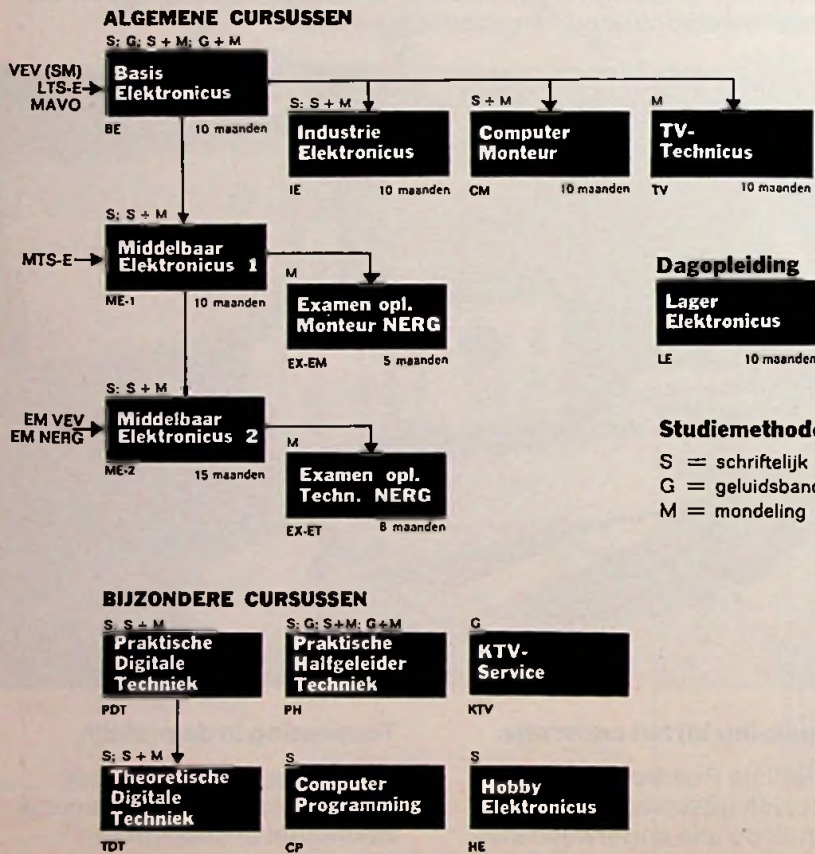 ALGEMENE CURSUSSEN
S; G; S + M; G + M
VEV (SM)
LTS-E
MAVO
Basis
Elektronicus
BE 10 maanden
S; S + M
Industrie
Elektronicus
IE 10 maanden
S + M
Computer
Monteur
CM 10 maanden
M
TV-
Technicus
TV 10 maanden
S; S + M
MTS-E
Middelbaar
Elektronicus 1
ME-1 10 maanden
M
Examen opl.
Monteur NERG
EX-EM 5 maanden
Dagopleiding
Lager
Elektronicus
LE 10 maanden
S; S + M
EM VEV
EM NERG
Middelbaar
Elektronicus 2
ME-2 15 maanden
M
Examen opl.
Techn. NERG
EX-ET 8 maanden
Studiemethode
S = schriftelijk
G = geluidsband
M = mondeling
BIJZONDERE CURSUSSEN
S; S + M
Praktische
Digitale
Techniek
PDT
S; G; S+M; G+M
Praktische
Halfgeleider
Techniek
PH
G
KTV-
Service
KTV
S; S + M
Theoretische
Digitale
Techniek
TDT
S
Computer
Programming
CP
S
Hobby
Elektronicus
HE